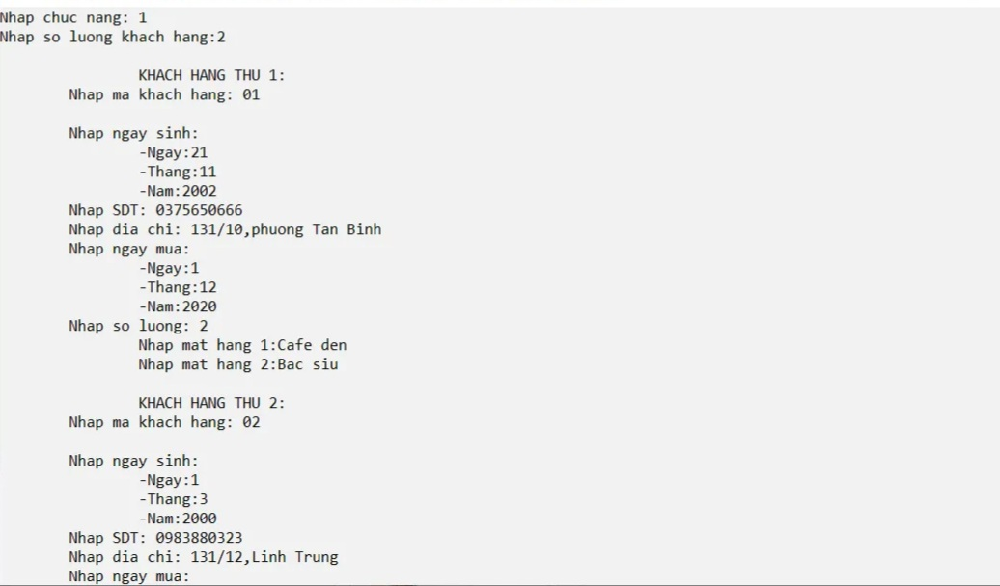 Nhap chuc nang: 1
Nhap so luong khach hang:2
KHACH HANG THU 1:
Nhap ma khach hang: 01
Nhap ngay sinh:
-Ngay:21
-Thang:11
-Nam:2002
Nhap SDT: 0375650666
Nhap dia chi: 131/10,phuong Tan Binh
Nhap ngay mua:
-Ngay:1
-Thang:12
-Nam:2020
Nhap so luong: 2
Nhap mat hang 1:Cafe den
Nhap mat hang 2:Bac siu
KHACH HANG THU 2:
Nhap ma khach hang: 02
Nhap ngay sinh:
-Ngay:1
-Thang:3
-Nam:2000
Nhap SDT: 0983880323
Nhap dia chi: 131/12,Linh Trung
Nhap ngay mua: